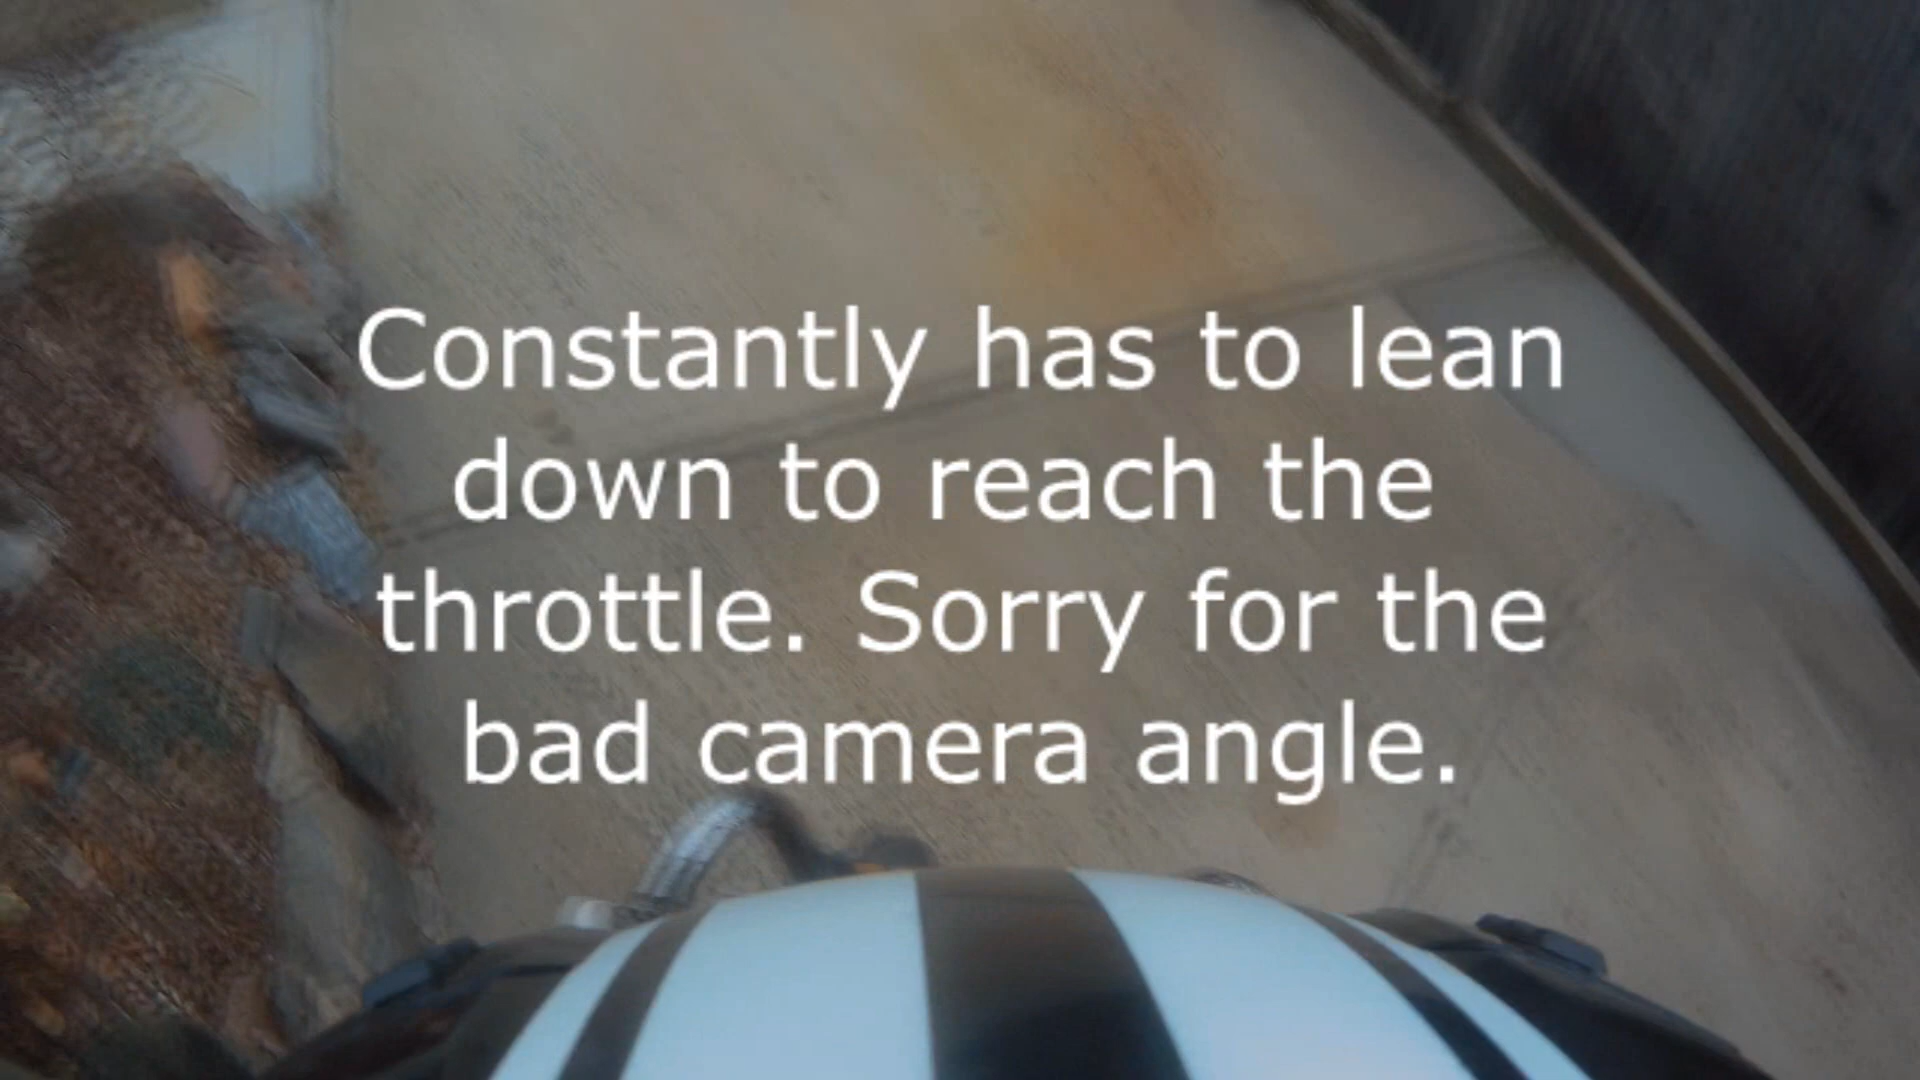 Constantly has to lean
down to reach the
throttle. Sorry for the
bad camera angle.